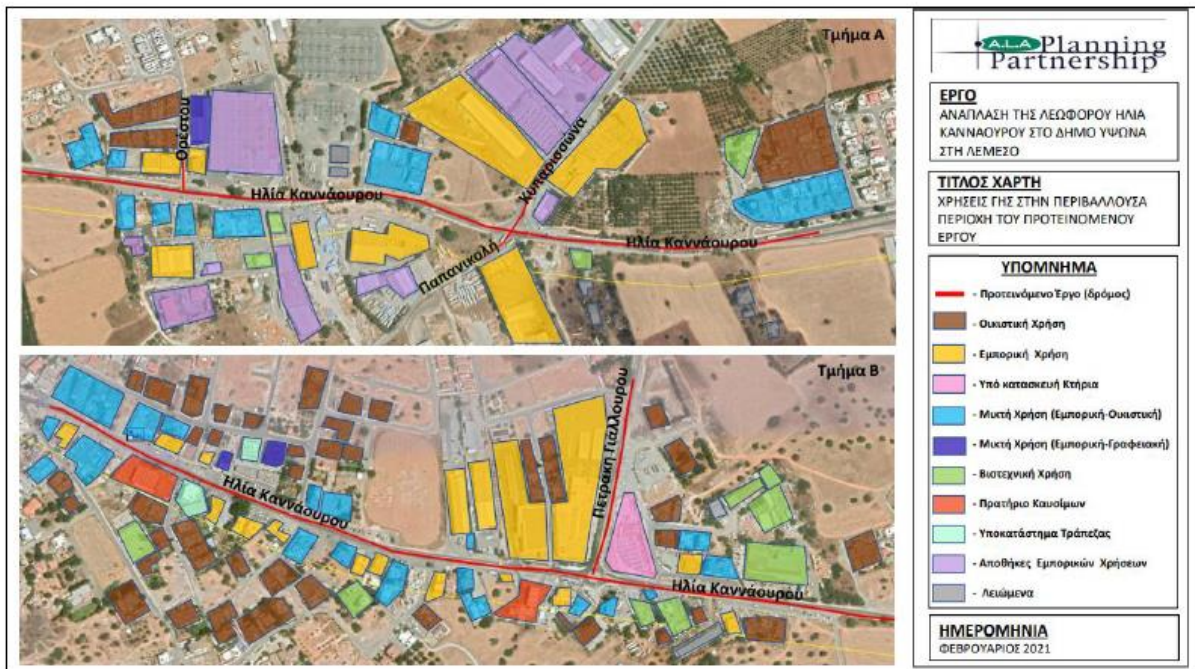 Τμήμα Α
Ορέστου
Ηλία Καννάουρου
Κυπαρισσώνα
Παπανικολή
Ηλία Καννάουρου
Τμήμα Β
Ηλία Καννάουρου
Πετράκη Γιαλλούρου
Ηλία Καννάουρου
A.L.A Planning
Partnership
ΕΡΓΟ
ΑΝΑΠΛΑΣΗ ΤΗΣ ΛΕΩΦΟΡΟΥ ΗΛΙΑ
ΚΑΝΝΑΟΥΡΟΥ ΣΤΟ ΔΗΜΟ ΥΨΩΝΑ
ΣΤΗ ΛΕΜΕΣΟ
ΤΙΤΛΟΣ ΧΑΡΤΗ
ΧΡΗΣΕΙΣ ΓΗΣ ΣΤΗΝ ΠΕΡΙΒΑΛΛΟΥΣΑ
ΠΕΡΙΟΧΗ ΤΟΥ ΠΡΟΤΕΙΝΟΜΕΝΟΥ
ΕΡΓΟΥ
ΥΠΟΜΝΗΜΑ
- Προτεινόμενο Έργο (δρόμος)
- Οικιστική Χρήση
- Εμπορική Χρήση
- Υπό κατασκευή Κτήρια
- Μικτή Χρήση (Εμπορική-Οικιστική)
- Μικτή Χρήση (Εμπορική-Γραφειακή)
- Βιοτεχνική Χρήση
- Πρατήριο Καυσίμων
- Υποκατάστημα Τράπεζας
- Αποθήκες Εμπορικών Χρήσεων
- Λειώμενα
ΗΜΕΡΟΜΗΝΙΑ
ΦΕΒΡΟΥΑΡΙΟΣ 2021